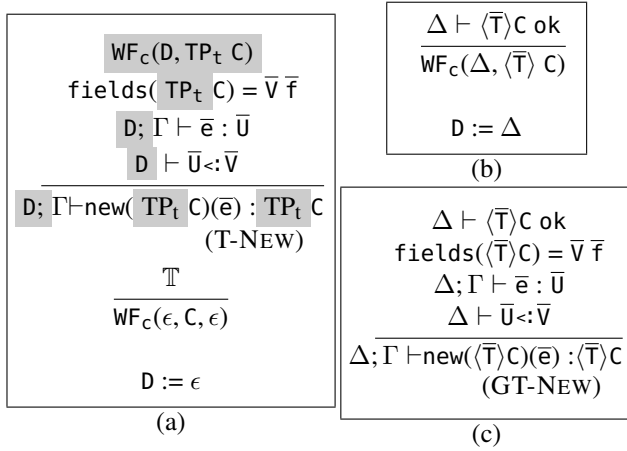 WF_c(D, TP_t C)
fields( TP_t C) = V̅ f̅
D; Γ ⊢ e̅ : U̅
D ⊢ U̅<:V̅
D; Γ⊢new( TP_t C)(e̅) : TP_t C
(T-NEW)
𝕋
WF_c(ϵ, C, ϵ)
D := ϵ
(a)
Δ ⊢ ⟨T̅⟩C ok
WF_c(Δ, ⟨T̅⟩ C)
D := Δ
(b)
Δ ⊢ ⟨T̅⟩C ok
fields(⟨T̅⟩C) = V̅ f̅
Δ; Γ ⊢ e̅ : U̅
Δ ⊢ U̅<:V̅
Δ; Γ ⊢new(⟨T̅⟩C)(e̅) :⟨T̅⟩C
(GT-NEW)
(c)